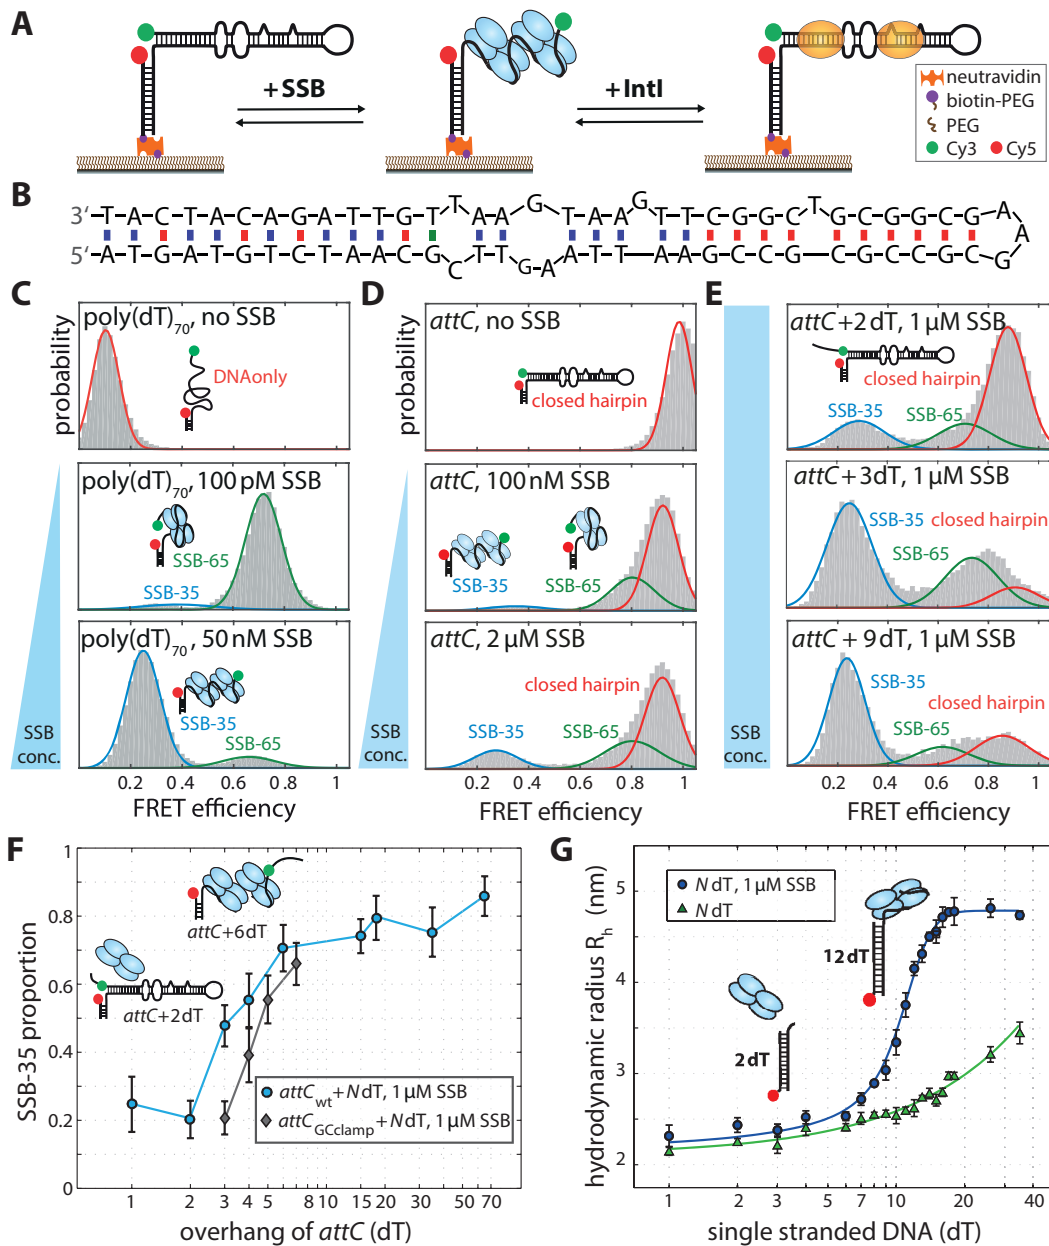 A
+SSB
+IntI
neutravidin
biotin-PEG
PEG
Cy3 Cy5
B
3‘ T A C T A C A G A T T G T T A A G T A A G T T C G G C T G C G G C G A
A
5‘ A T G A T G T C T A A C G C T T G A A T T A A G C C G C G C C G C G
C
D
E
probability
poly(dT)70, no SSB
DNAonly
poly(dT)70, 100 pM SSB
SSB-65
SSB-35
poly(dT)70, 50 nM SSB
SSB-35
SSB-65
SSB
conc.
0.2 0.4 0.6 0.8 1
FRET efficiency
probability
attC, no SSB
closed hairpin
attC, 100 nM SSB
SSB-35
SSB-65
attC, 2 µM SSB
closed hairpin
SSB-35
SSB-65
SSB
conc.
0.2 0.4 0.6 0.8 1
FRET efficiency
attC+2 dT, 1 µM SSB
closed hairpin
SSB-35
SSB-65
attC+3dT, 1µM SSB
SSB-35 closed hairpin
SSB-65
attC + 9 dT, 1µM SSB
SSB-35
closed hairpin
SSB-65
SSB
conc.
0.2 0.4 0.6 0.8 1
FRET efficiency
F
SSB-35 proportion
1
0.8
0.6
0.4
0.2
0
attC+6dT
attC+2dT
attCwt+NdT, 1µM SSB
attCGCclamp+NdT, 1µM SSB
1 2 3 4 5 8 10 15 20 30 50 70
overhang of attC (dT)
G
hydrodynamic radius Rh (nm)
5
4
3
2
N dT, 1 µM SSB
N dT
12dT
2dT
1 2 3 5 7 10 20 40
single stranded DNA (dT)